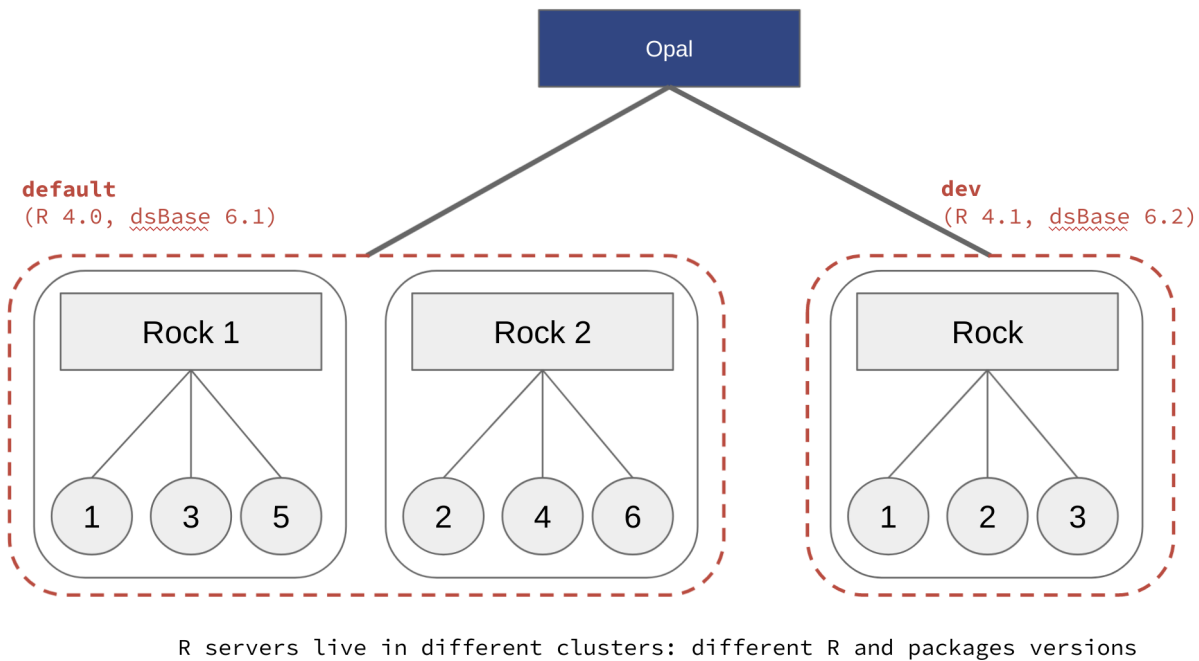 Opal
default
(R 4.0, dsBase 6.1)
dev
(R 4.1, dsBase 6.2)
Rock 1
Rock 2
Rock
1
3
5
2
4
6
1
2
3
R servers live in different clusters: different R and packages versions